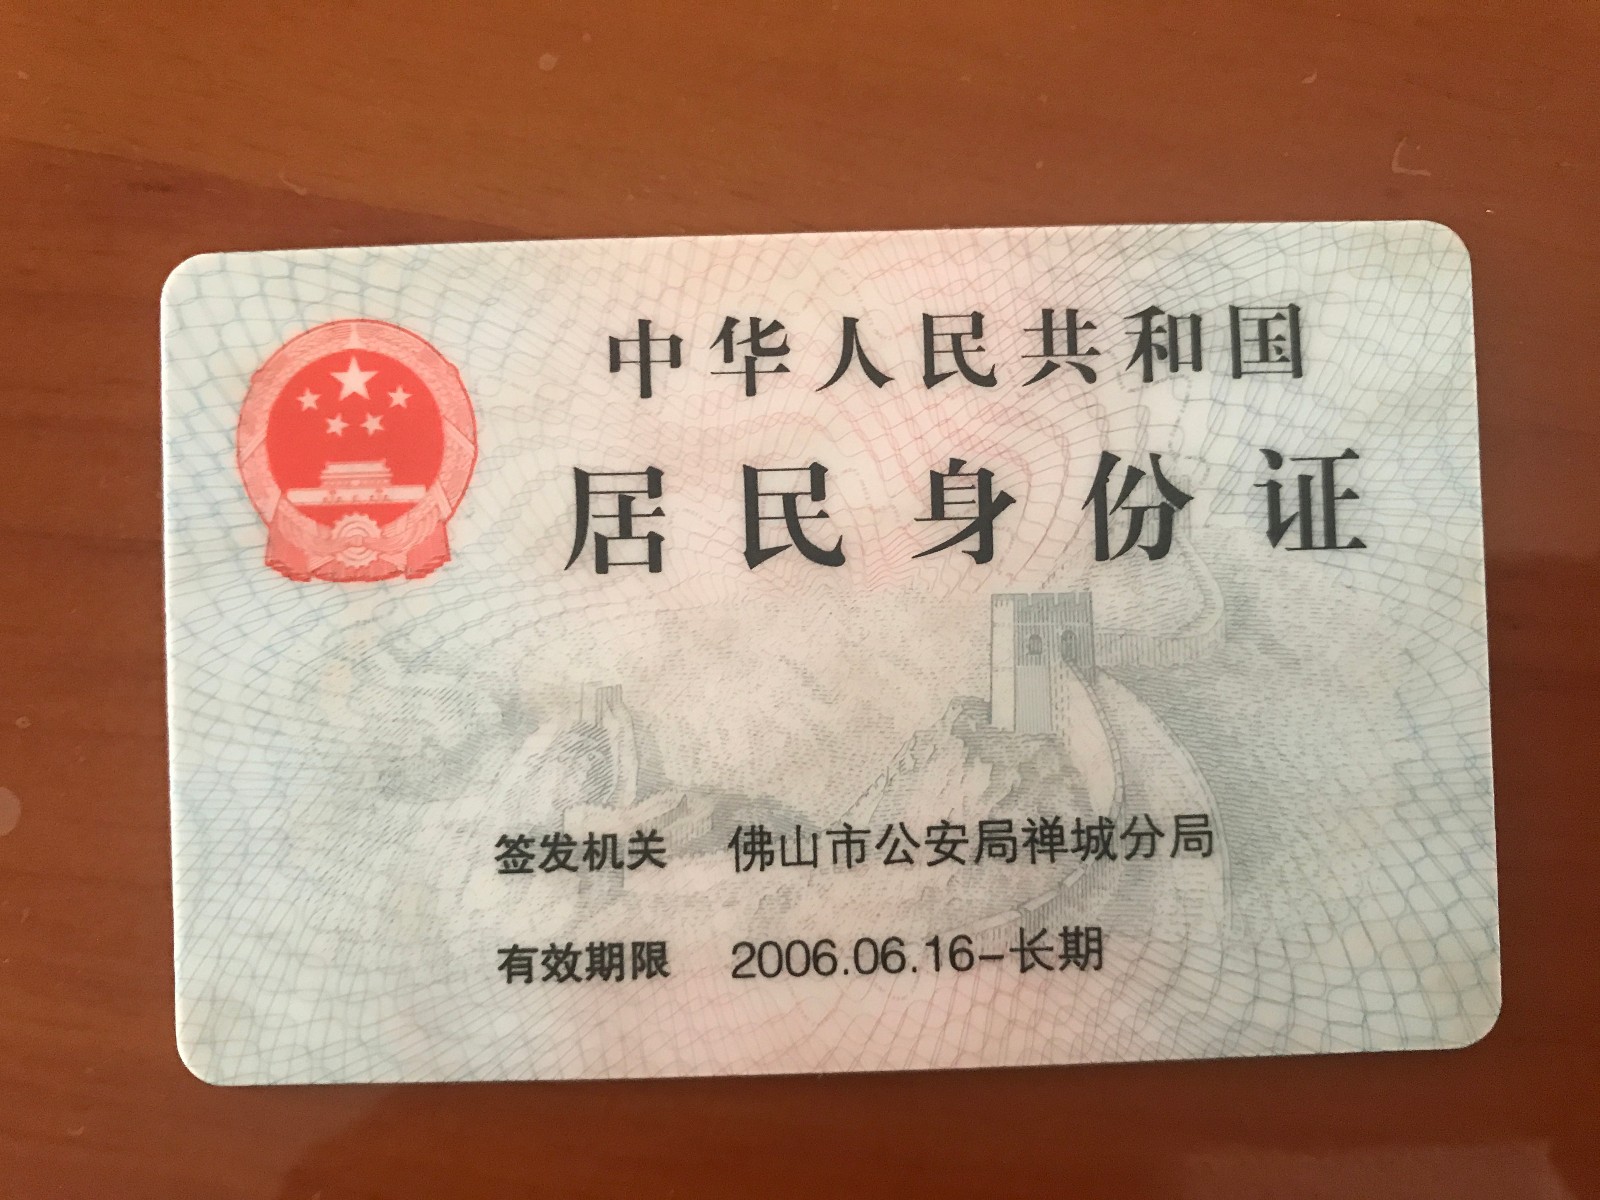 中华人民共和国
居民身份证
签发机关 佛山市公安局禅城分局
有效期限 2006.06.16-长期